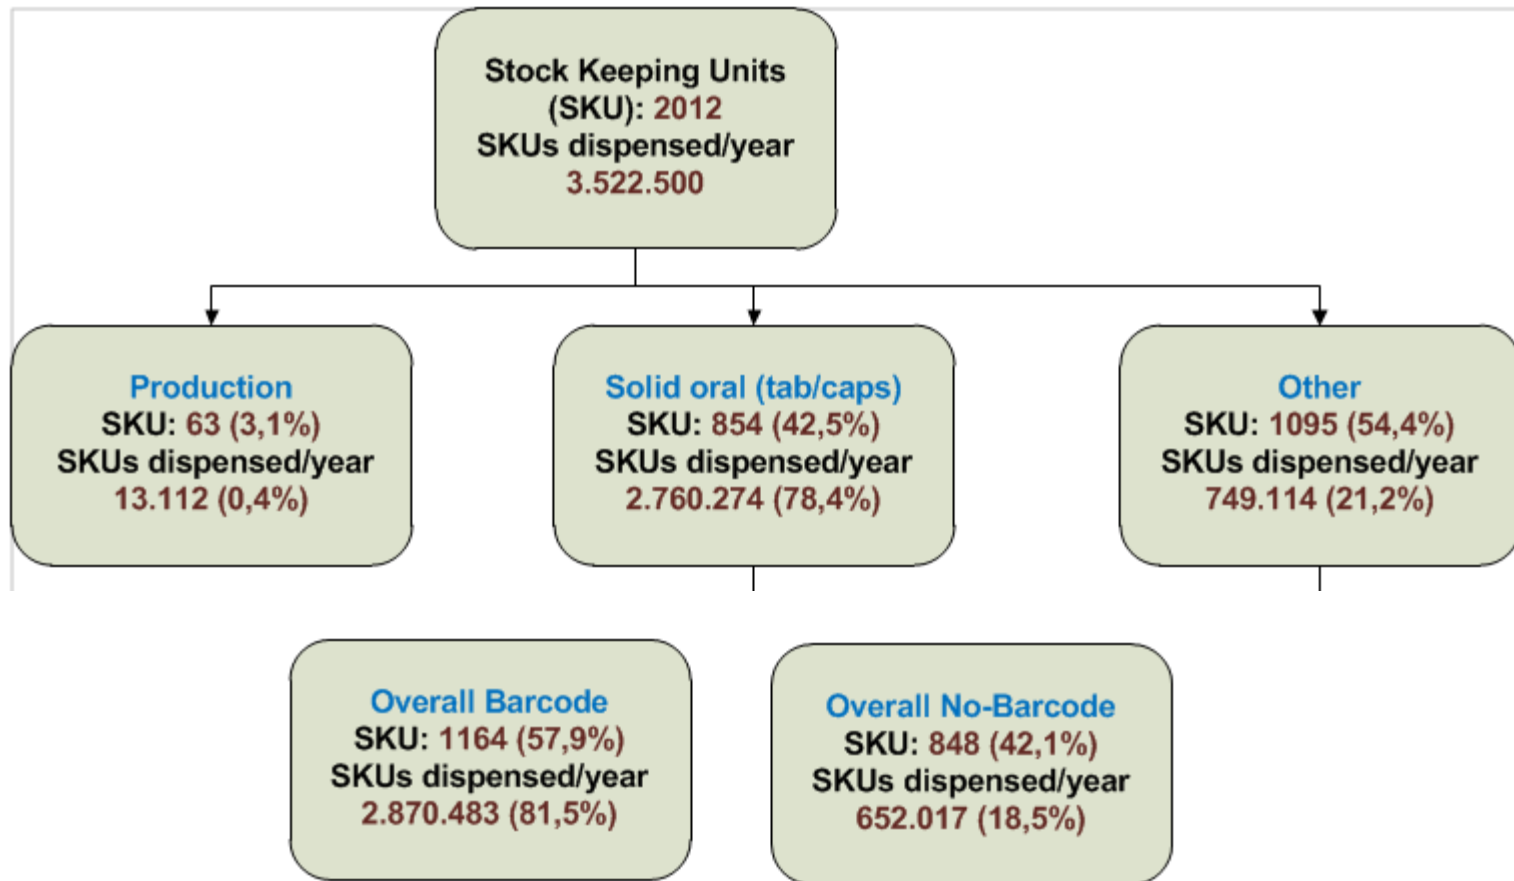 Stock Keeping Units
(SKU): 2012
SKUs dispensed/year
3.522.500
Production
SKU: 63 (3,1%)
SKUs dispensed/year
13.112 (0,4%)
Solid oral (tab/caps)
SKU: 854 (42,5%)
SKUs dispensed/year
2.760.274 (78,4%)
Other
SKU: 1095 (54,4%)
SKUs dispensed/year
749.114 (21,2%)
Overall Barcode
SKU: 1164 (57,9%)
SKUs dispensed/year
2.870.483 (81,5%)
Overall No-Barcode
SKU: 848 (42,1%)
SKUs dispensed/year
652.017 (18,5%)